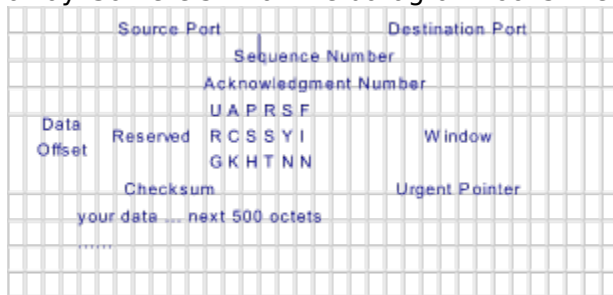 Source Port Destination Port
Sequence Number
Acknowledgment Number
U A P R S F
Data
Reserved R C S S Y I Window
Offset
G K H T N N
Checksum Urgent Pointer
your data ... next 500 octets
......